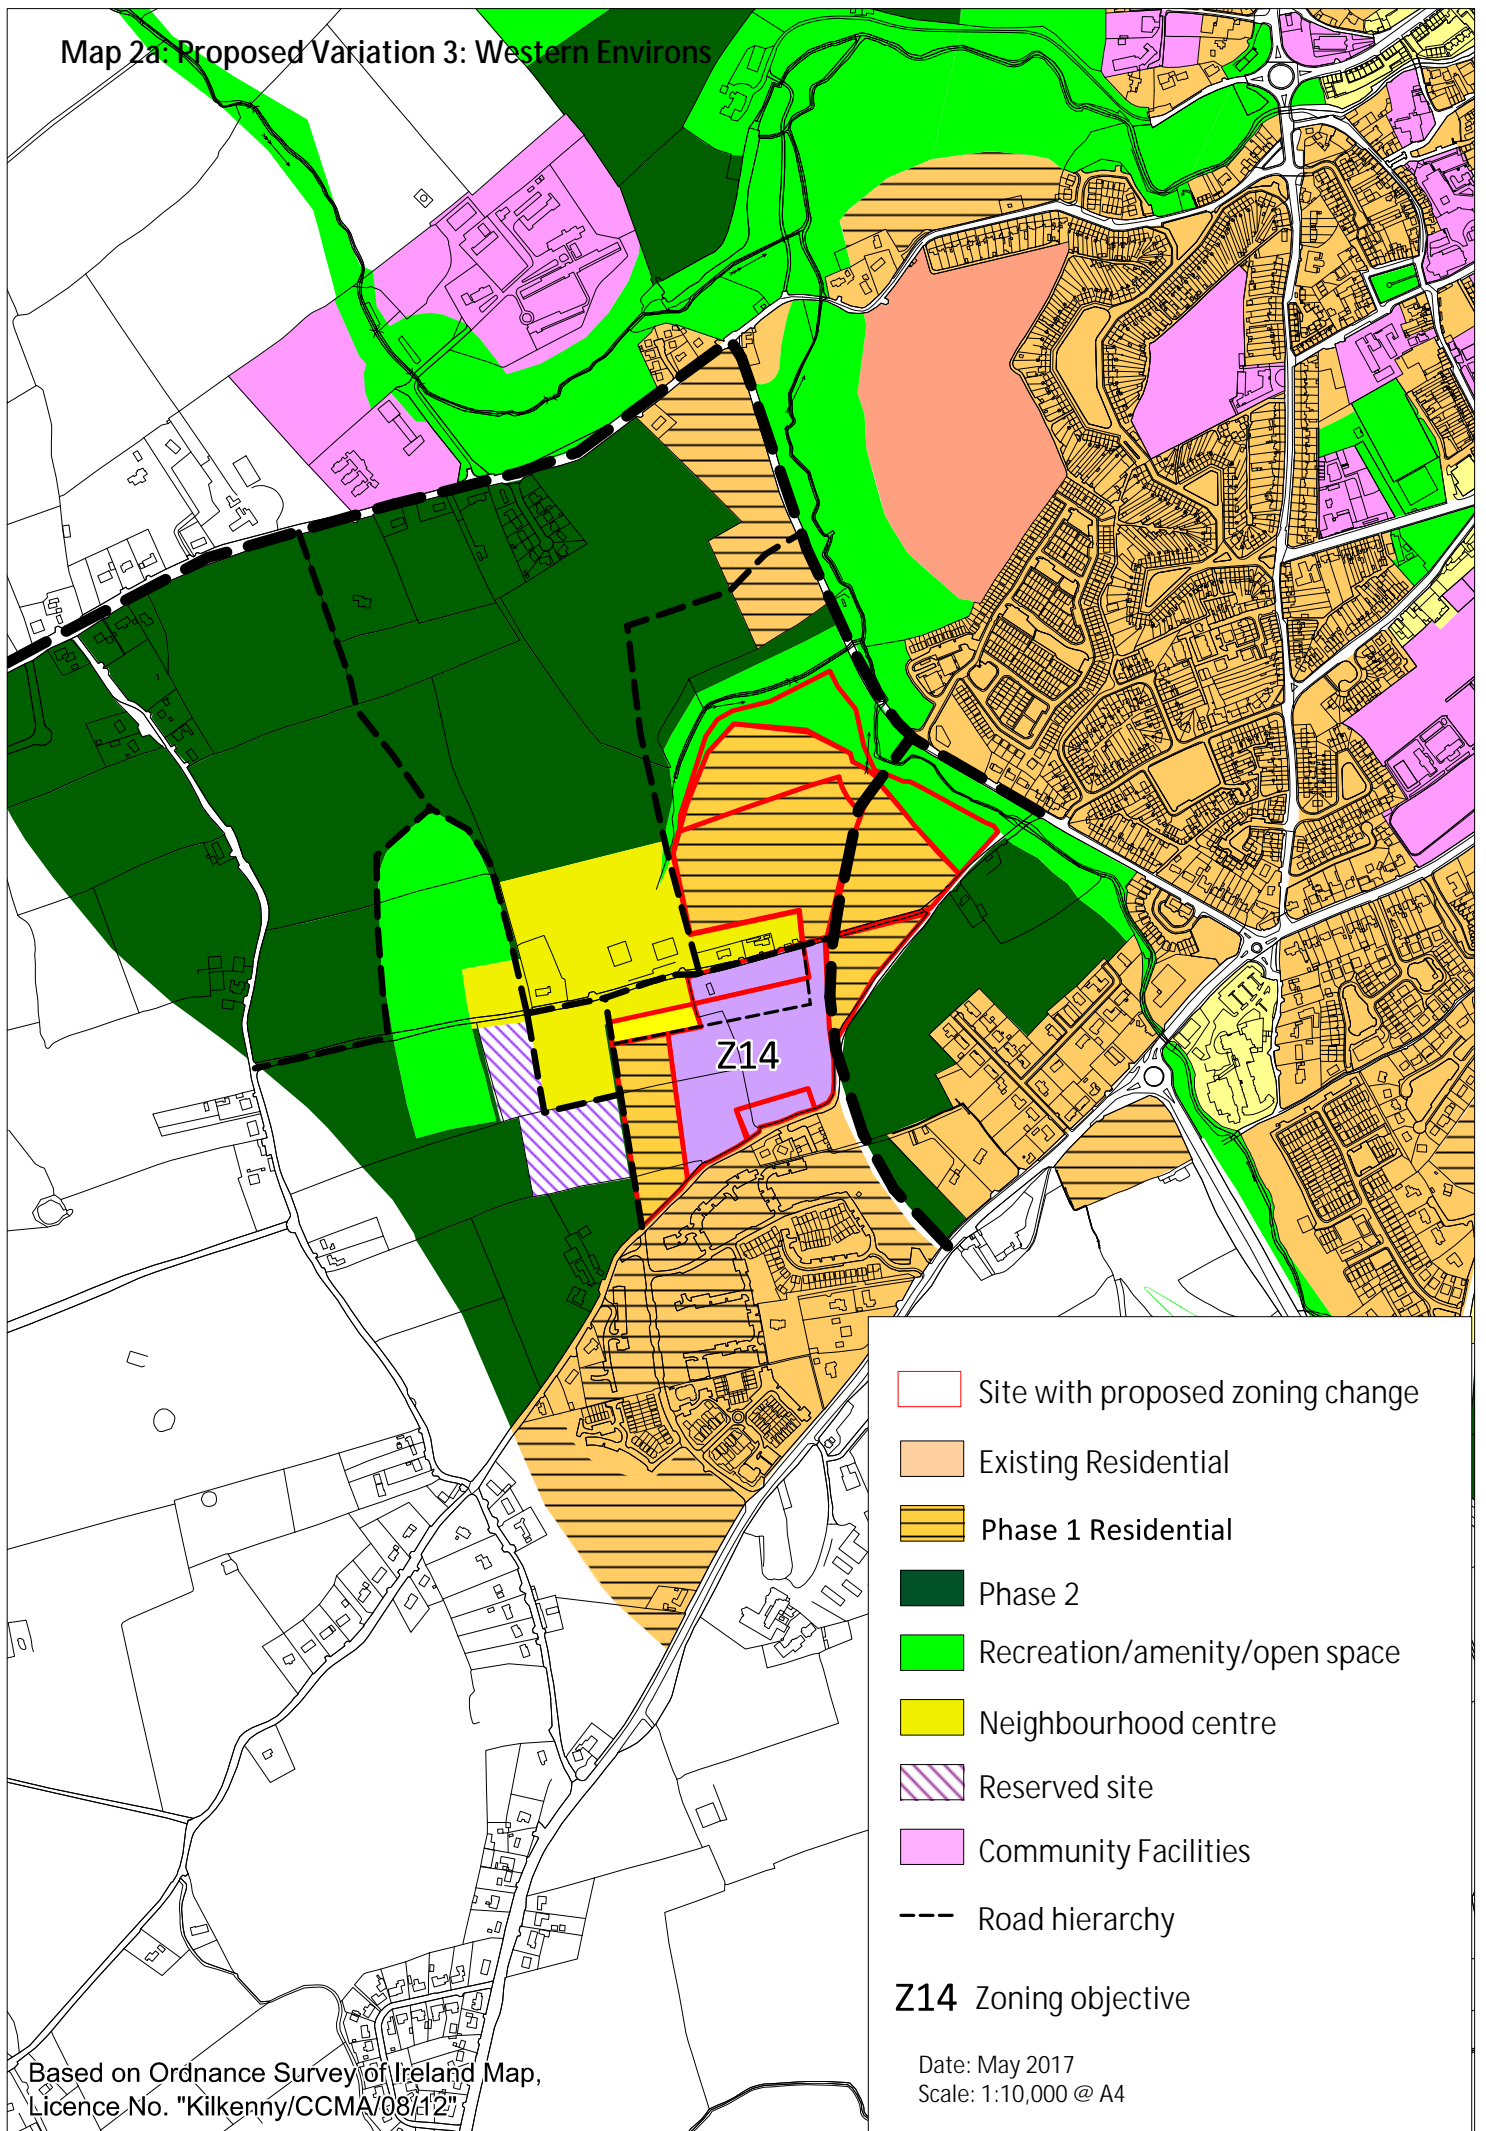 Map 2a: Proposed Variation 3: Western Environs
Z14
Site with proposed zoning change
Existing Residential
Phase 1 Residential
Phase 2
Recreation/amenity/open space
Neighbourhood centre
Reserved site
Community Facilities
Road hierarchy
Z14 Zoning objective
Date: May 2017
Scale: 1:10,000 @ A4
Based on Ordnance Survey of Ireland Map,
Licence No. "Kilkenny/CCMA/08/12"